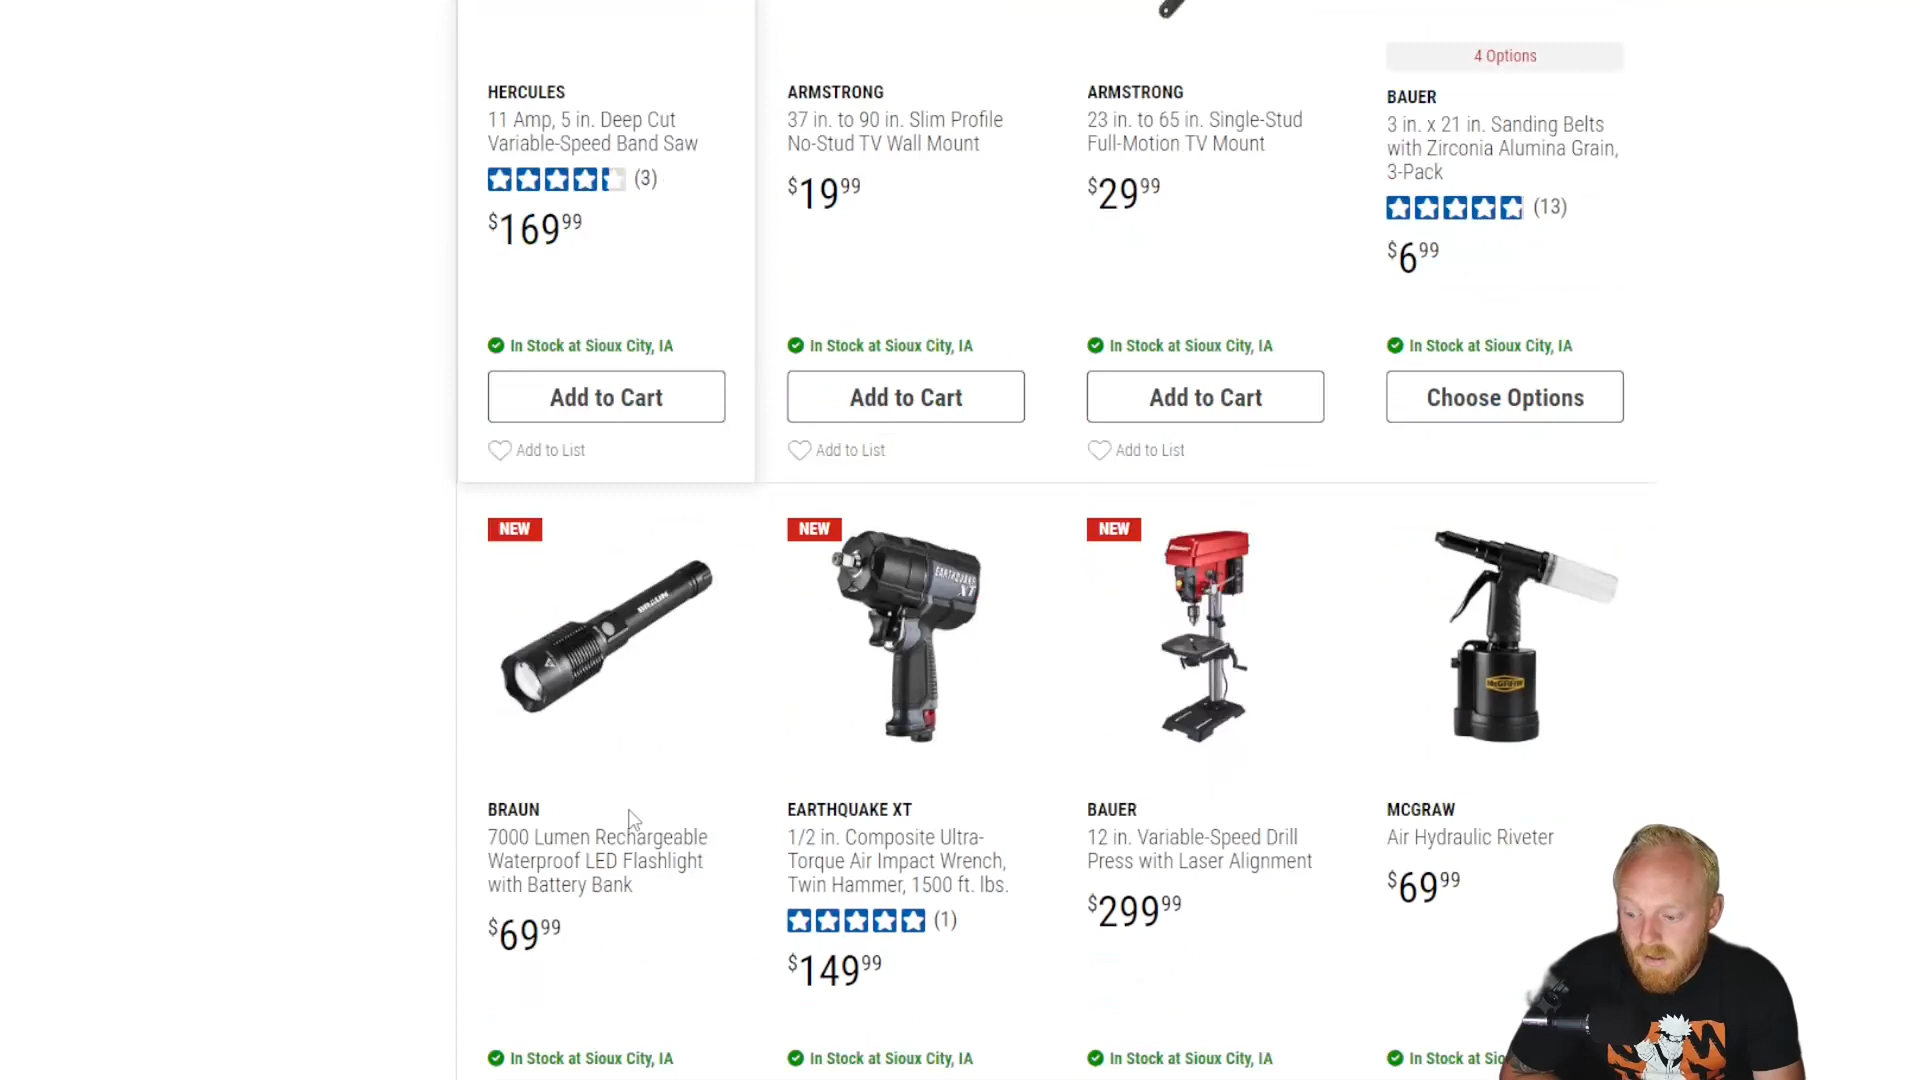 4 Options
HERCULES
11 Amp, 5 in. Deep Cut
Variable-Speed Band Saw
(3)
$169 99
In Stock at Sioux City, IA
Add to Cart
Add to List
ARMSTRONG
37 in. to 90 in. Slim Profile
No-Stud TV Wall Mount
$19 99
In Stock at Sioux City, IA
Add to Cart
Add to List
ARMSTRONG
23 in. to 65 in. Single-Stud
Full-Motion TV Mount
$29 99
In Stock at Sioux City, IA
Add to Cart
Add to List
BAUER
3 in. x 21 in. Sanding Belts
with Zirconia Alumina Grain,
3-Pack
(13)
$6 99
In Stock at Sioux City, IA
Choose Options
NEW
BRAUN
BRAUN
7000 Lumen Rechargeable
Waterproof LED Flashlight
with Battery Bank
$69 99
In Stock at Sioux City, IA
NEW
EARTHQUAKE
XT
EARTHQUAKE XT
1/2 in. Composite Ultra-
Torque Air Impact Wrench,
Twin Hammer, 1500 ft. lbs.
(1)
$149 99
In Stock at Sioux City, IA
NEW
BAUER
12 in. Variable-Speed Drill
Press with Laser Alignment
$299 99
In Stock at Sioux City, IA
McGRAW
MCGRAW
Air Hydraulic Riveter
$69 99
In Stock at Sio